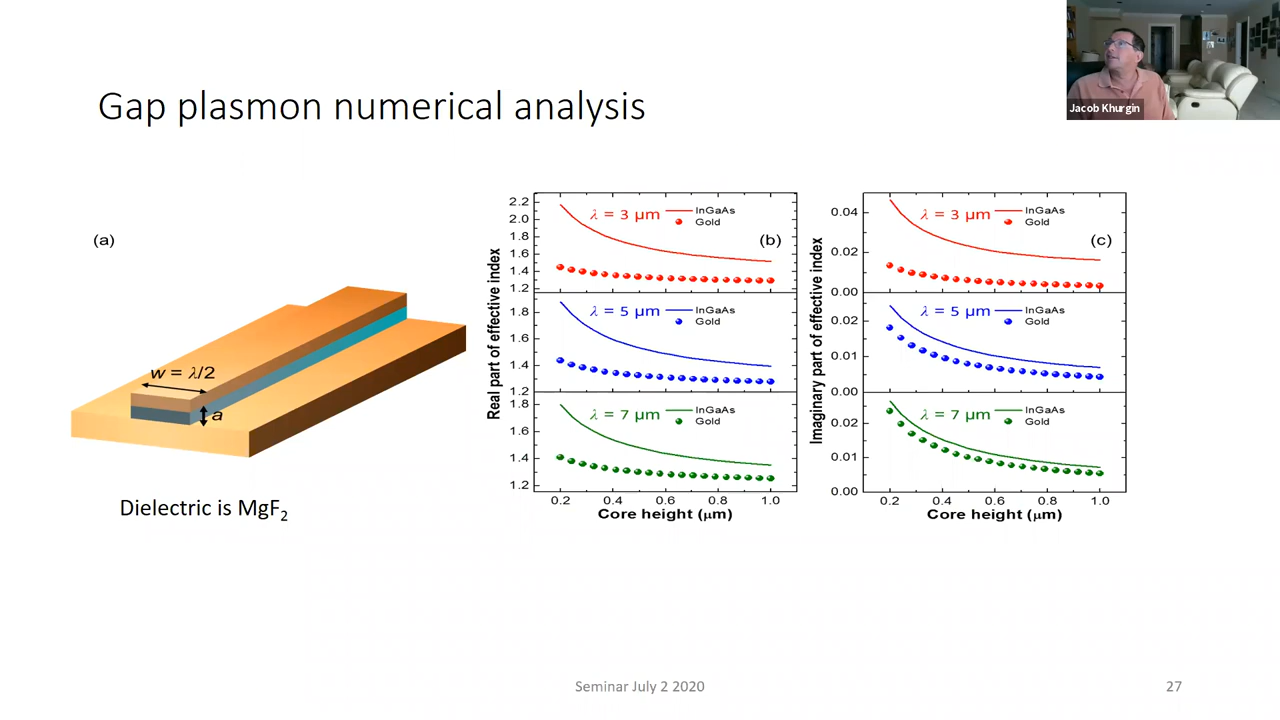 Jacob Khurgin
Gap plasmon numerical analysis
(a)
w = λ/2
a
Dielectric is MgF2
Real part of effective index
2.2
2.0
1.8
1.6
1.4
1.2
λ = 3 μm
InGaAs
Gold
(b)
1.8
1.6
1.4
1.2
λ = 5 μm
InGaAs
Gold
1.8
1.6
1.4
1.2
λ = 7 μm
InGaAs
Gold
0.2 0.4 0.6 0.8 1.0
Core height (μm)
Imaginary part of effective index
0.04
0.02
0.00
λ = 3 μm
InGaAs
Gold
(c)
0.02
0.01
0.00
λ = 5 μm
InGaAs
Gold
0.02
0.01
0.00
λ = 7 μm
InGaAs
Gold
0.2 0.4 0.6 0.8 1.0
Core height (μm)
Seminar July 2 2020
27